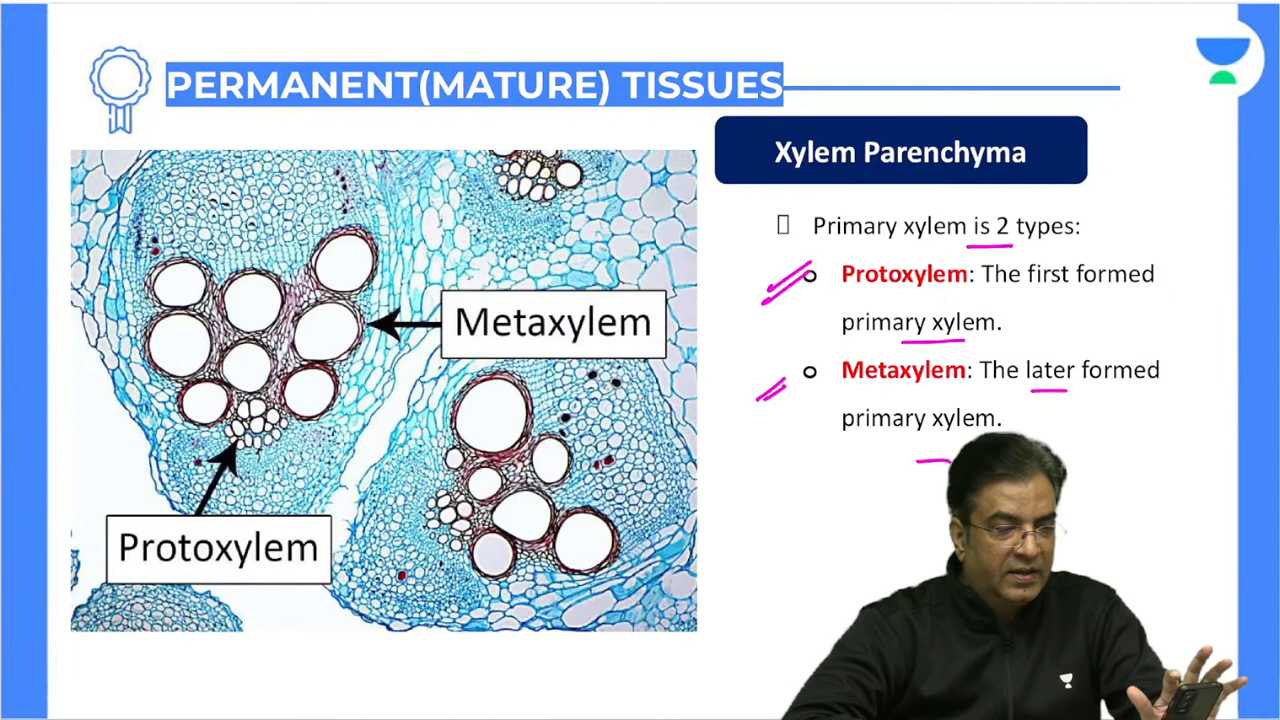 PERMANENT(MATURE) TISSUES
Xylem Parenchyma
Primary xylem is 2 types:
Protoxylem: The first formed
primary xylem.
Metaxylem: The later formed
primary xylem.
Metaxylem
Protoxylem